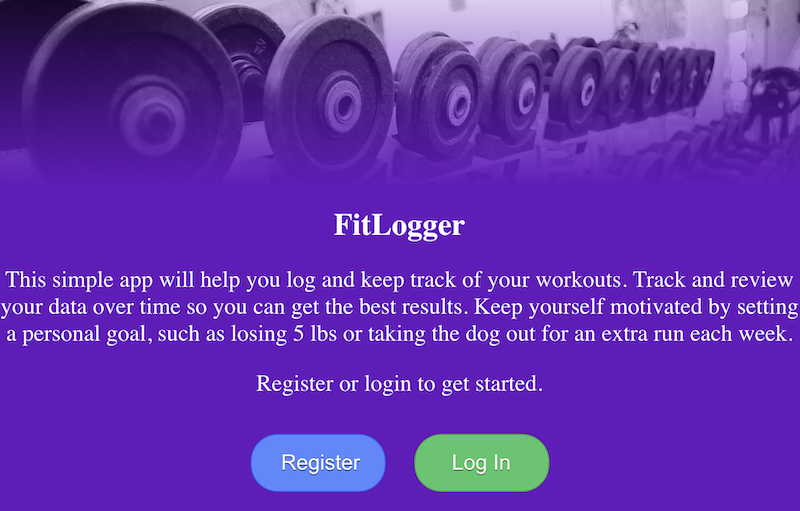 FitLogger
This simple app will help you log and keep track of your workouts. Track and review
your data over time so you can get the best results. Keep yourself motivated by setting
a personal goal, such as losing 5 lbs or taking the dog out for an extra run each week.
Register or login to get started.
Register
Log In